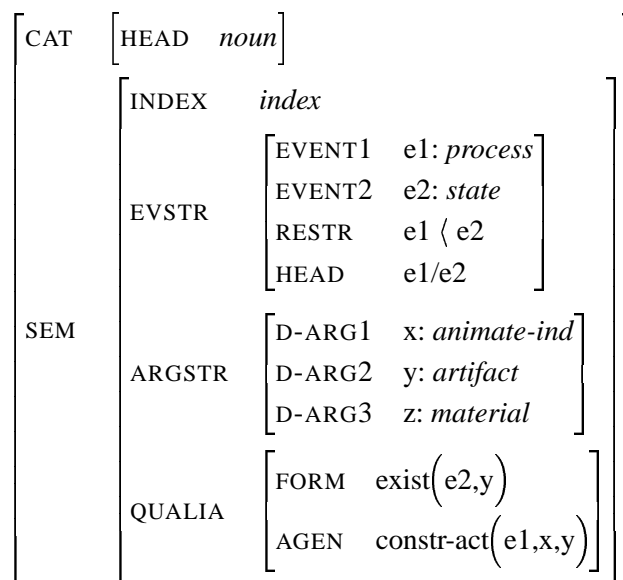 CAT [HEAD noun]
INDEX index
EVENT1 e1: process
EVENT2 e2: state
EVSTR
RESTR e1 ⟨ e2
HEAD e1/e2
SEM
D-ARG1 x: animate-ind
ARGSTR D-ARG2 y: artifact
D-ARG3 z: material
FORM exist(e2,y)
QUALIA
AGEN constr-act(e1,x,y)